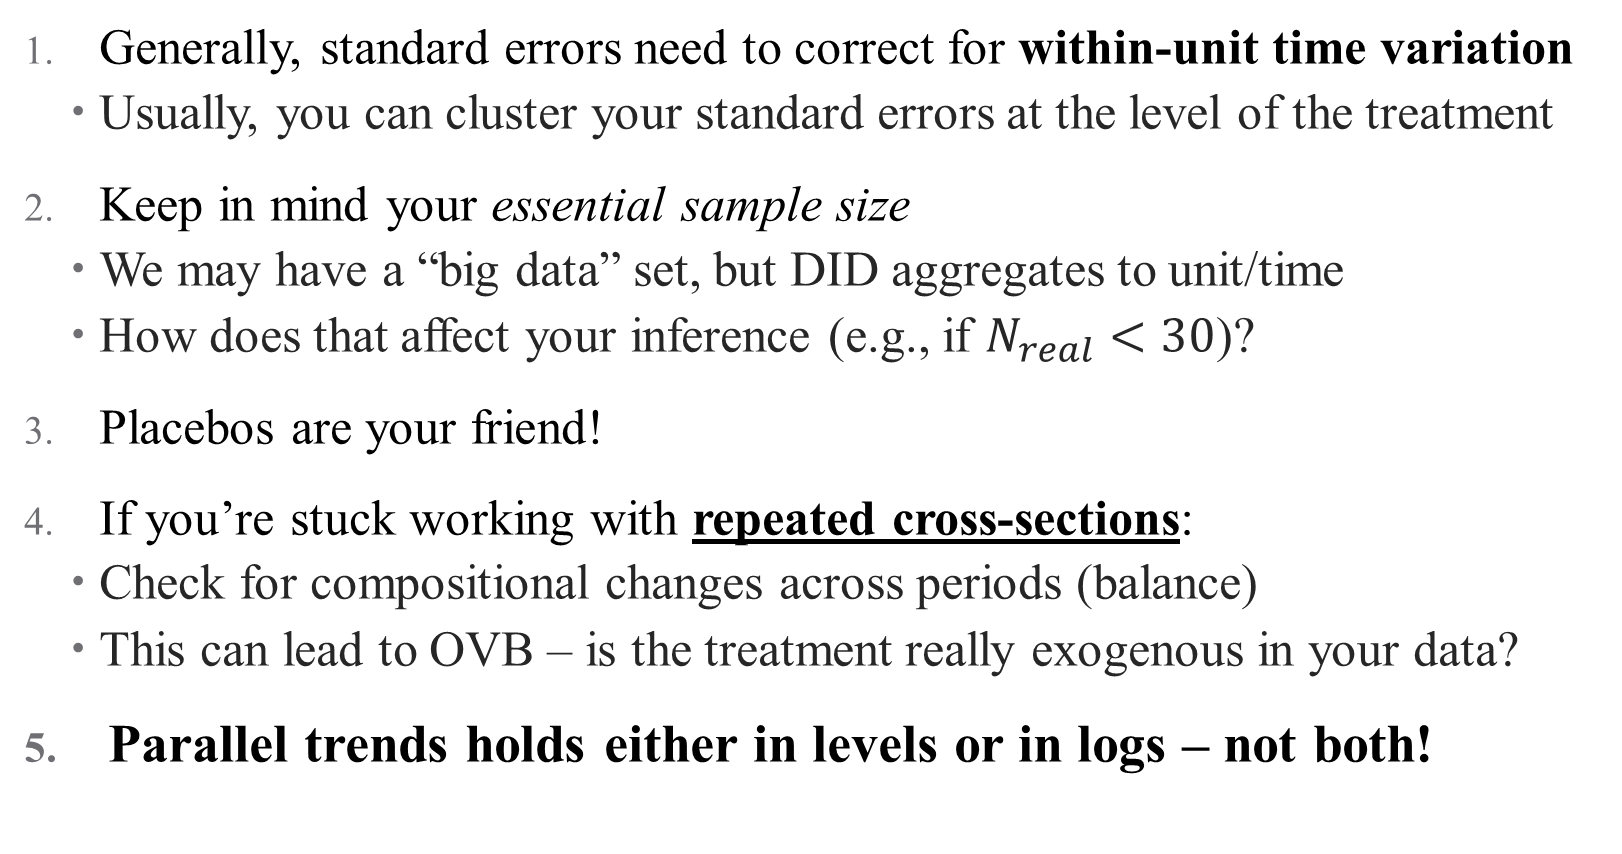 1. Generally, standard errors need to correct for within-unit time variation
• Usually, you can cluster your standard errors at the level of the treatment
2. Keep in mind your essential sample size
• We may have a “big data” set, but DID aggregates to unit/time
• How does that affect your inference (e.g., if N_real < 30)?
3. Placebos are your friend!
4. If you’re stuck working with repeated cross-sections:
• Check for compositional changes across periods (balance)
• This can lead to OVB – is the treatment really exogenous in your data?
5. Parallel trends holds either in levels or in logs – not both!